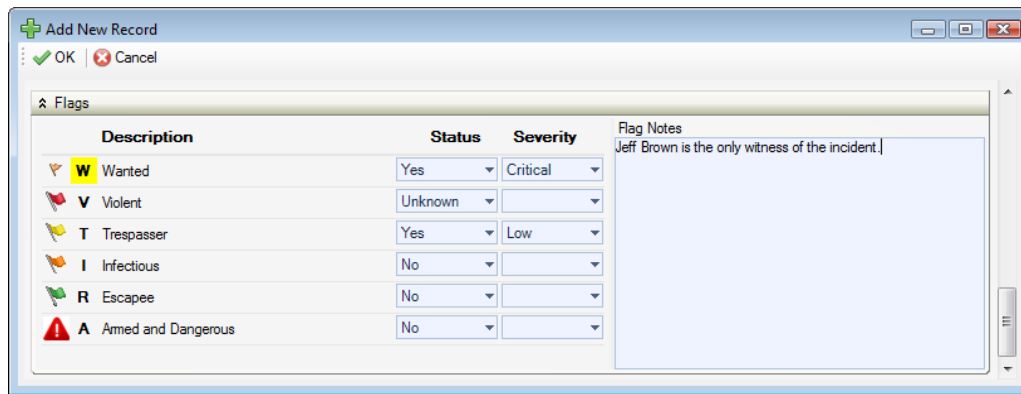 Add New Record
OK Cancel
Flags
Description Status Severity
W Wanted Yes Critical
V Violent Unknown
T Trespasser Yes Low
I Infectious No
R Escapee No
A Armed and Dangerous No
Flag Notes
Jeff Brown is the only witness of the incident.